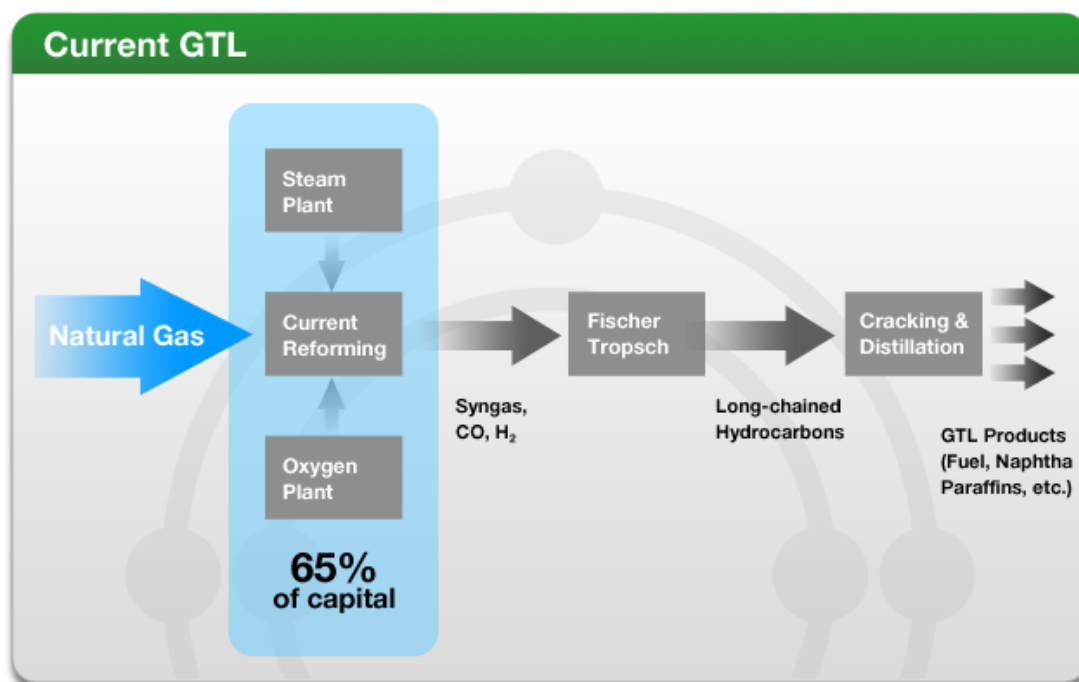 Current GTL
Steam
Plant
Natural Gas
Current
Reforming
Fischer
Tropsch
Cracking &
Distillation
Syngas,
CO, H₂
Long-chained
Hydrocarbons
GTL Products
(Fuel, Naphtha
Paraffins, etc.)
Oxygen
Plant
65%
of capital